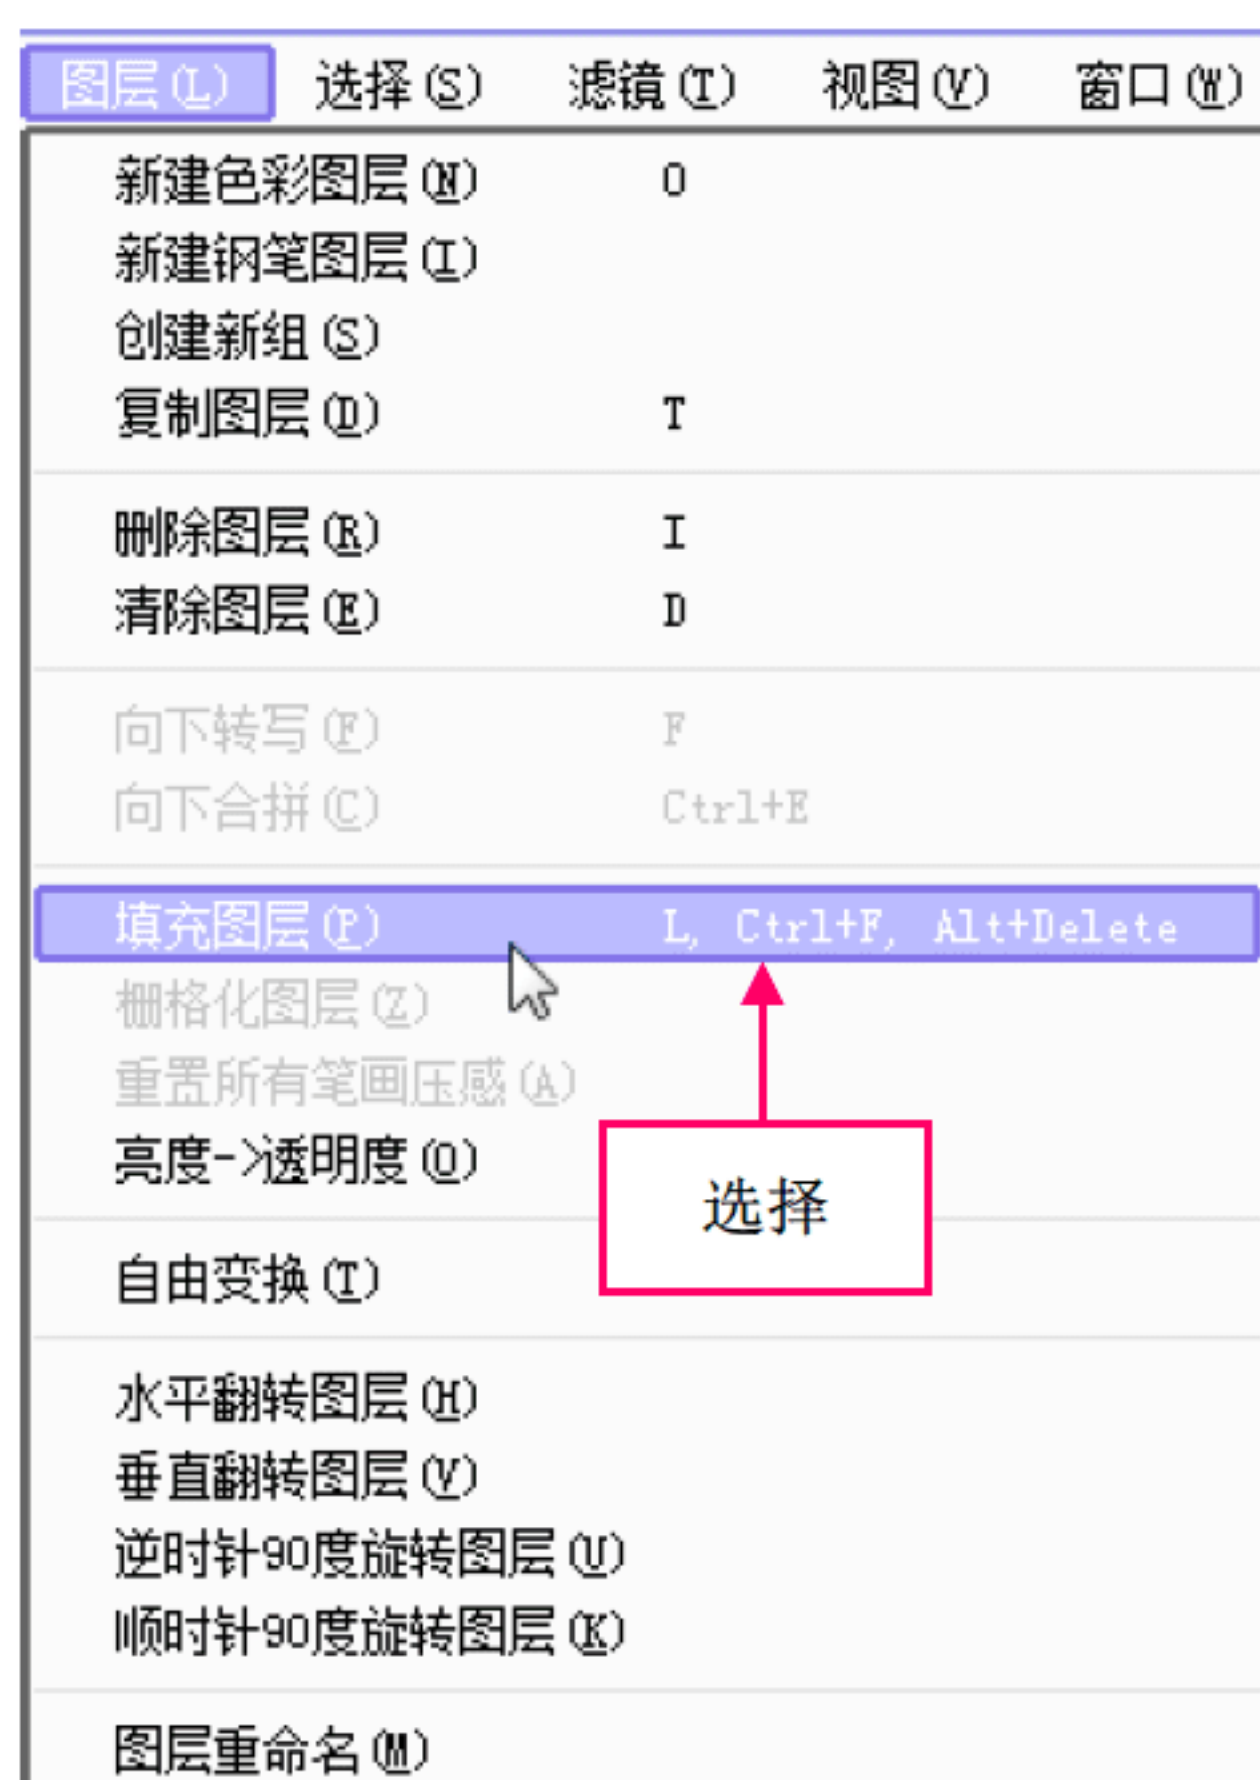 图层(L) 选择(S) 滤镜(T) 视图(V) 窗口(W)
新建色彩图层(N) O
新建钢笔图层(I)
创建新组(S)
复制图层(D) T
删除图层(R) I
清除图层(E) D
向下转写(F) F
向下合拼(C) Ctrl+E
填充图层(P) L, Ctrl+F, Alt+Delete
栅格化图层(Z)
重置所有笔画压感(A)
亮度->透明度(O)
选择
自由变换(T)
水平翻转图层(H)
垂直翻转图层(V)
逆时针90度旋转图层(U)
顺时针90度旋转图层(K)
图层重命名(M)